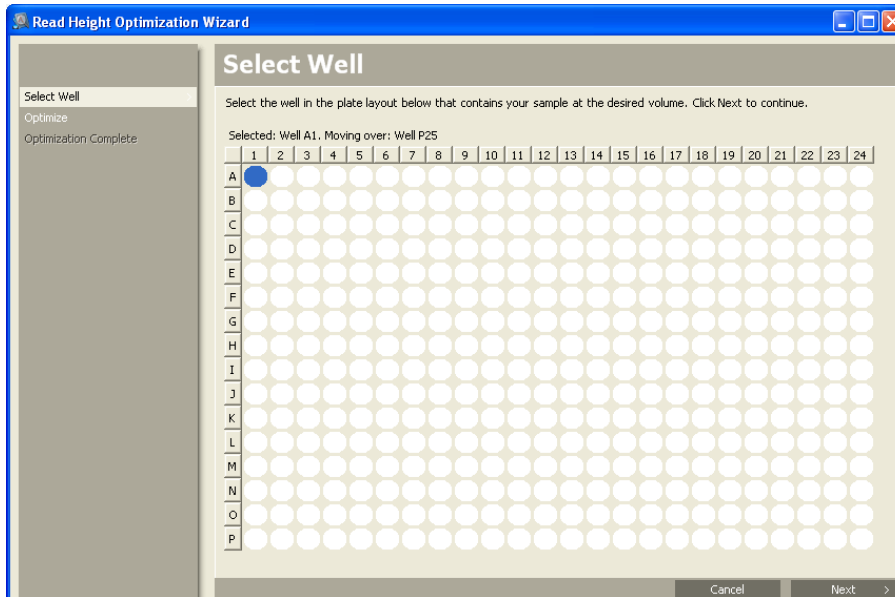 Read Height Optimization Wizard
Select Well
Select Well
Optimize
Optimization Complete
Select the well in the plate layout below that contains your sample at the desired volume. Click Next to continue.
Selected: Well A1. Moving over: Well P25
1 2 3 4 5 6 7 8 9 10 11 12 13 14 15 16 17 18 19 20 21 22 23 24
A
B
C
D
E
F
G
H
I
J
K
L
M
N
O
P
Cancel Next >